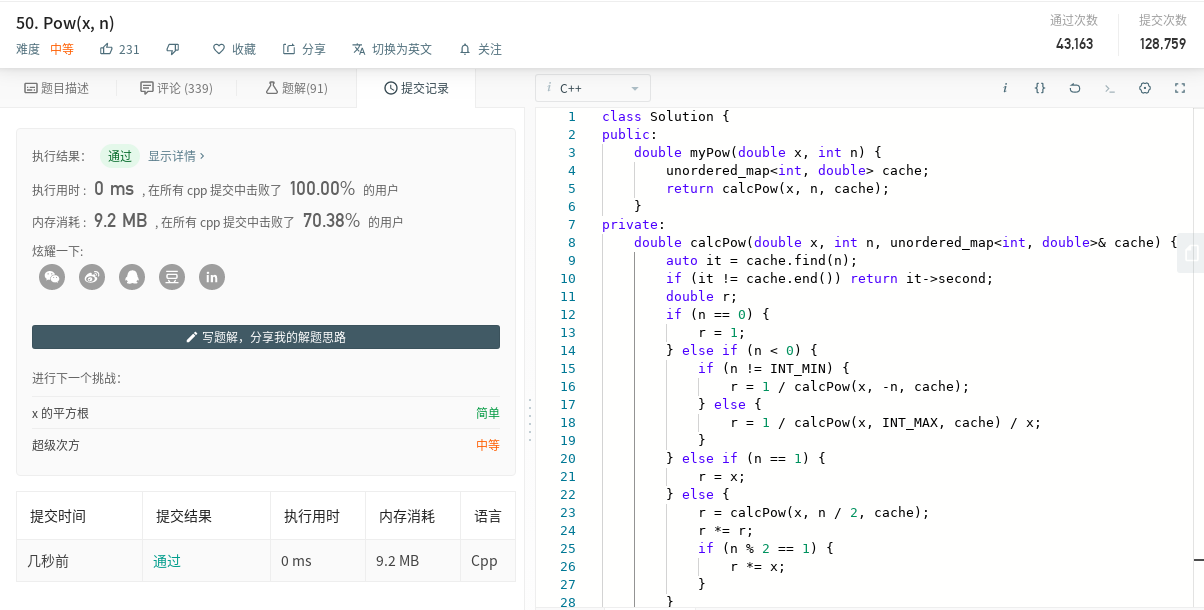 50. Pow(x, n)
难度 中等 231 收藏 分享 切换为英文 关注
通过次数 提交次数
43,163 128,759
题目描述 评论 (339) 题解(91) 提交记录
执行结果： 通过 显示详情 ›
执行用时 : 0 ms , 在所有 cpp 提交中击败了 100.00% 的用户
内存消耗 : 9.2 MB , 在所有 cpp 提交中击败了 70.38% 的用户
炫耀一下:
豆 in
写题解，分享我的解题思路
进行下一个挑战：
x 的平方根 简单
超级次方 中等
提交时间 提交结果 执行用时 内存消耗 语言
几秒前 通过 0 ms 9.2 MB Cpp
i C++ i {} >_
1 class Solution {
2 public:
3     double myPow(double x, int n) {
4         unordered_map<int, double> cache;
5         return calcPow(x, n, cache);
6     }
7 private:
8     double calcPow(double x, int n, unordered_map<int, double>& cache) {
9         auto it = cache.find(n);
10         if (it != cache.end()) return it->second;
11         double r;
12         if (n == 0) {
13             r = 1;
14         } else if (n < 0) {
15             if (n != INT_MIN) {
16                 r = 1 / calcPow(x, -n, cache);
17             } else {
18                 r = 1 / calcPow(x, INT_MAX, cache) / x;
19             }
20         } else if (n == 1) {
21             r = x;
22         } else {
23             r = calcPow(x, n / 2, cache);
24             r *= r;
25             if (n % 2 == 1) {
26                 r *= x;
27             }
28         }